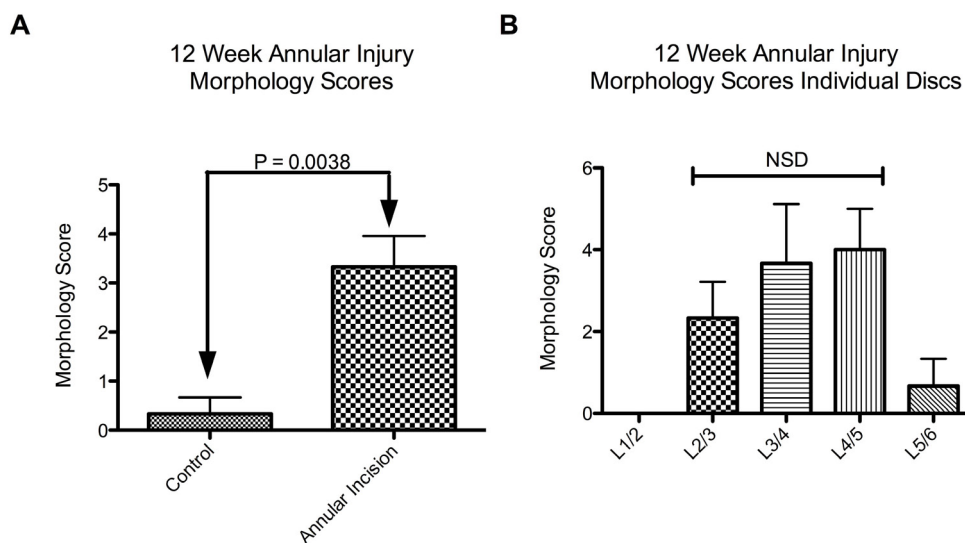 A
12 Week Annular Injury
Morphology Scores
P = 0.0038
5
4
3
2
1
0
Morphology Score
Control
Annular Incision
B
12 Week Annular Injury
Morphology Scores Individual Discs
NSD
6
4
2
0
Morphology Score
L1/2
L2/3
L3/4
L4/5
L5/6